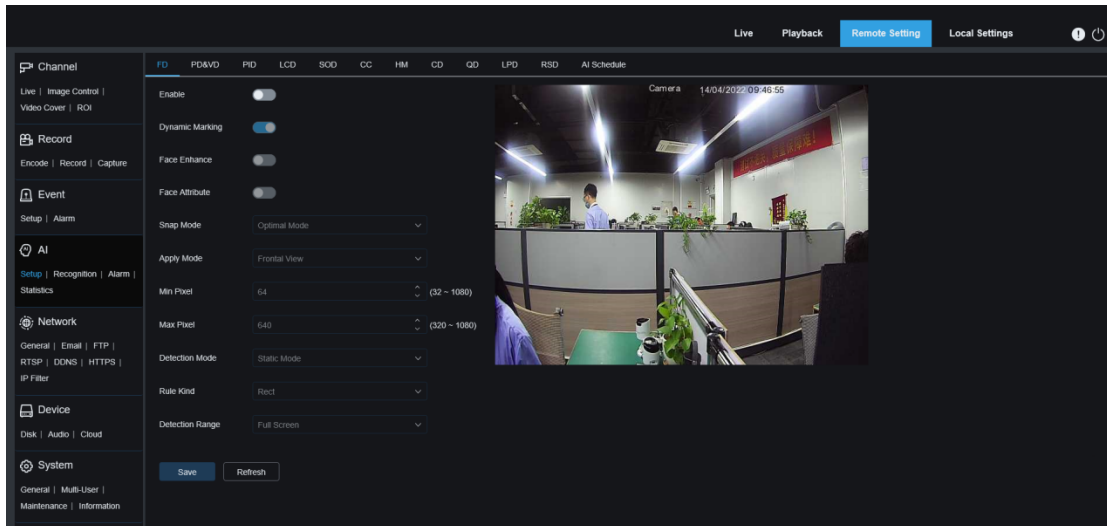 Live Playback Remote Setting Local Settings
Channel
Live | Image Control |
Video Cover | ROI
Record
Encode | Record | Capture
Event
Setup | Alarm
AI
Setup | Recognition | Alarm |
Statistics
Network
General | Email | FTP |
RTSP | DDNS | HTTPS |
IP Filter
Device
Disk | Audio | Cloud
System
General | Multi-User |
Maintenance | Information
FD PD&VD PID LCD SOD CC HM CD QD LPD RSD AI Schedule
Enable
Dynamic Marking
Face Enhance
Face Attribute
Snap Mode Optimal Mode
Apply Mode Frontal View
Min Pixel 64 (32 ~ 1080)
Max Pixel 640 (320 ~ 1080)
Detection Mode Static Mode
Rule Kind Rect
Detection Range Full Screen
Save Refresh
Camera 14/04/2022 09:46:55